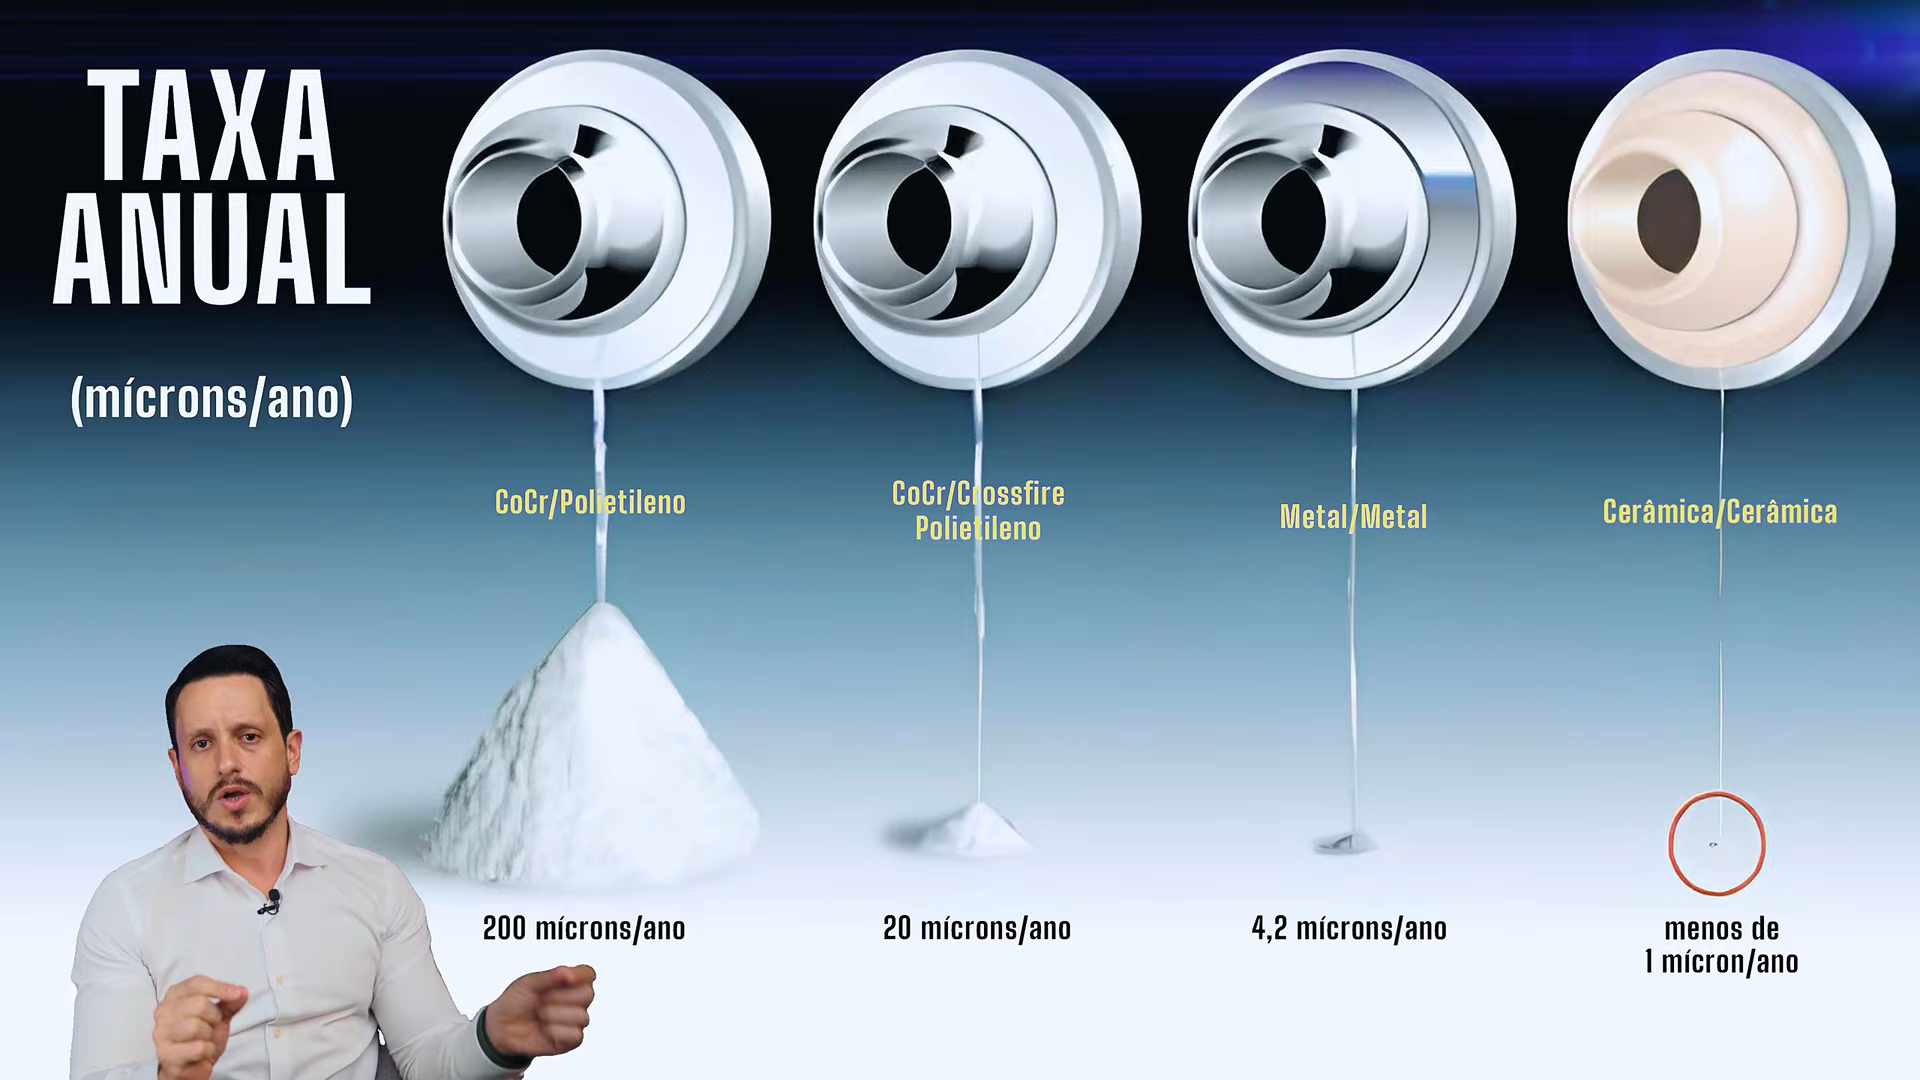 TAXA
ANUAL
(mícrons/ano)
CoCr/Polietileno
CoCr/Crossfire
Polietileno
Metal/Metal
Cerâmica/Cerâmica
200 mícrons/ano
20 mícrons/ano
4,2 mícrons/ano
menos de
1 mícron/ano